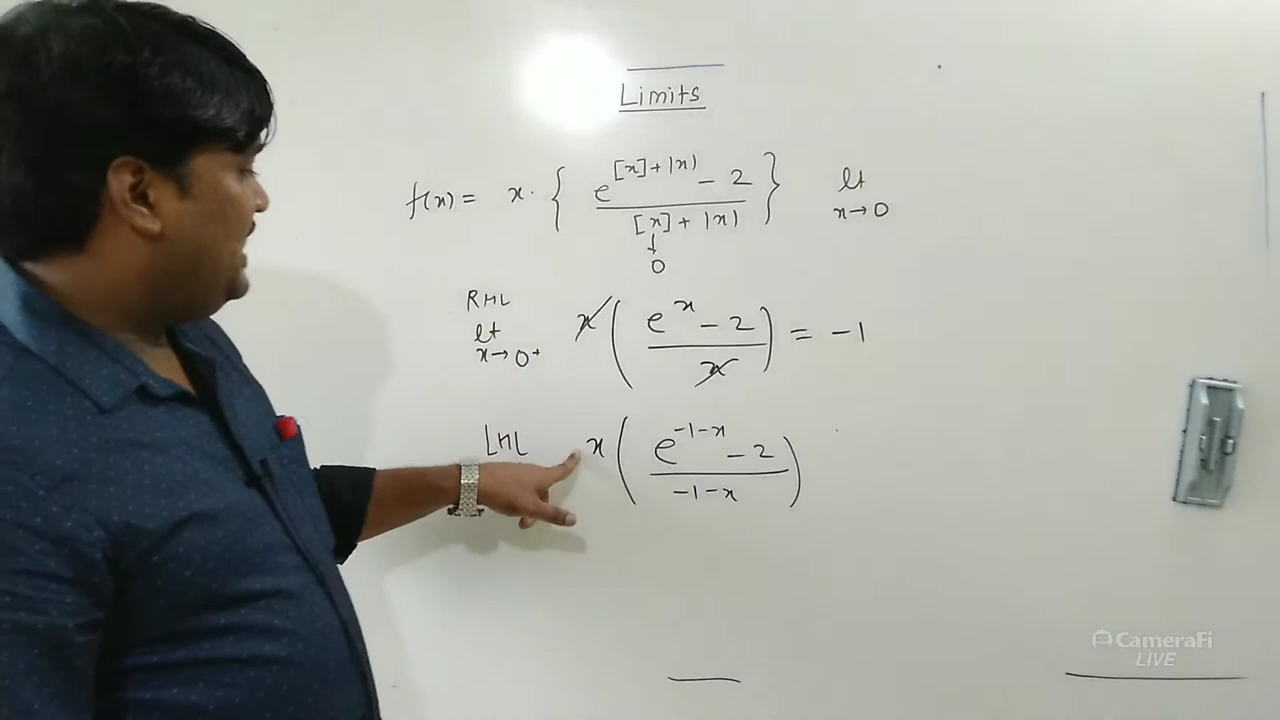 Limits
f(x) = x · { e^([x]+|x|) - 2 / [x] + |x| } lt x→0
↓
0
RHL
lt x→0+ x ( e^x - 2 / x ) = -1
LHL x ( e^(-1-x) - 2 / -1-x )
CameraFi
LIVE